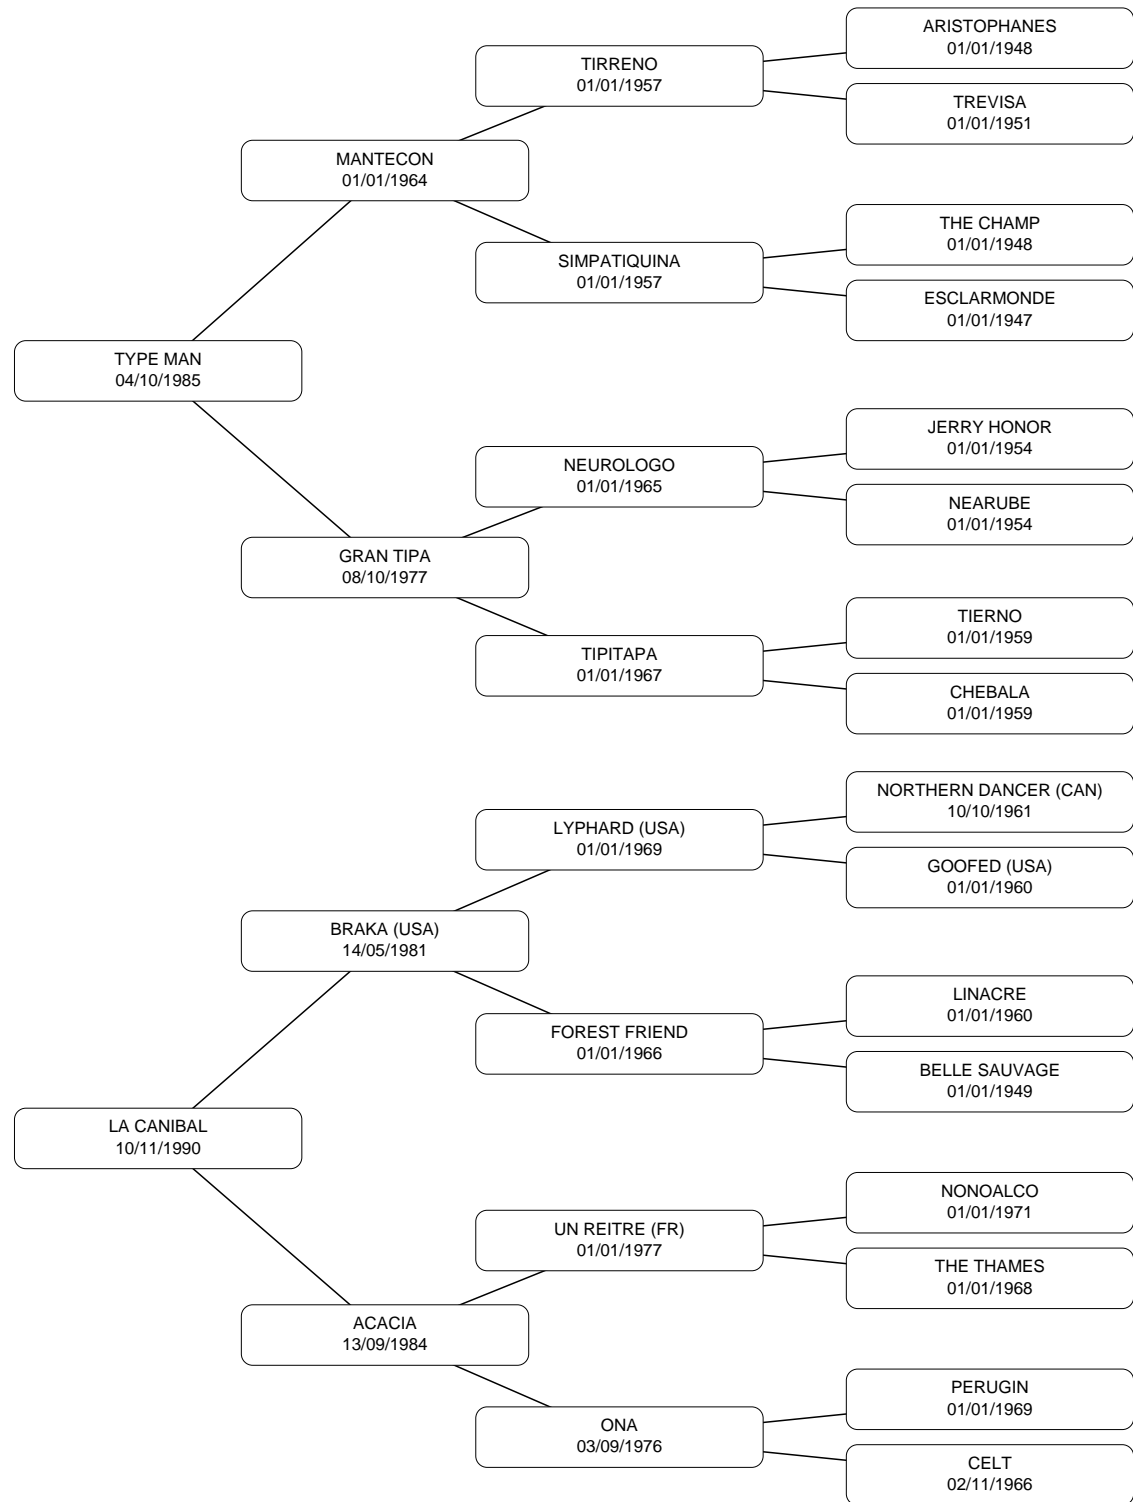 ARISTOPHANES
01/01/1948
TIRRENO
01/01/1957
TREVISA
01/01/1951
MANTECON
01/01/1964
THE CHAMP
01/01/1948
SIMPATIQUINA
01/01/1957
ESCLARMONDE
01/01/1947
TYPE MAN
04/10/1985
JERRY HONOR
01/01/1954
NEUROLOGO
01/01/1965
NEARUBE
01/01/1954
GRAN TIPA
08/10/1977
TIERNO
01/01/1959
TIPITAPA
01/01/1967
CHEBALA
01/01/1959
NORTHERN DANCER (CAN)
10/10/1961
LYPHARD (USA)
01/01/1969
GOOFED (USA)
01/01/1960
BRAKA (USA)
14/05/1981
LINACRE
01/01/1960
FOREST FRIEND
01/01/1966
BELLE SAUVAGE
01/01/1949
LA CANIBAL
10/11/1990
NONOALCO
01/01/1971
UN REITRE (FR)
01/01/1977
THE THAMES
01/01/1968
ACACIA
13/09/1984
PERUGIN
01/01/1969
ONA
03/09/1976
CELT
02/11/1966